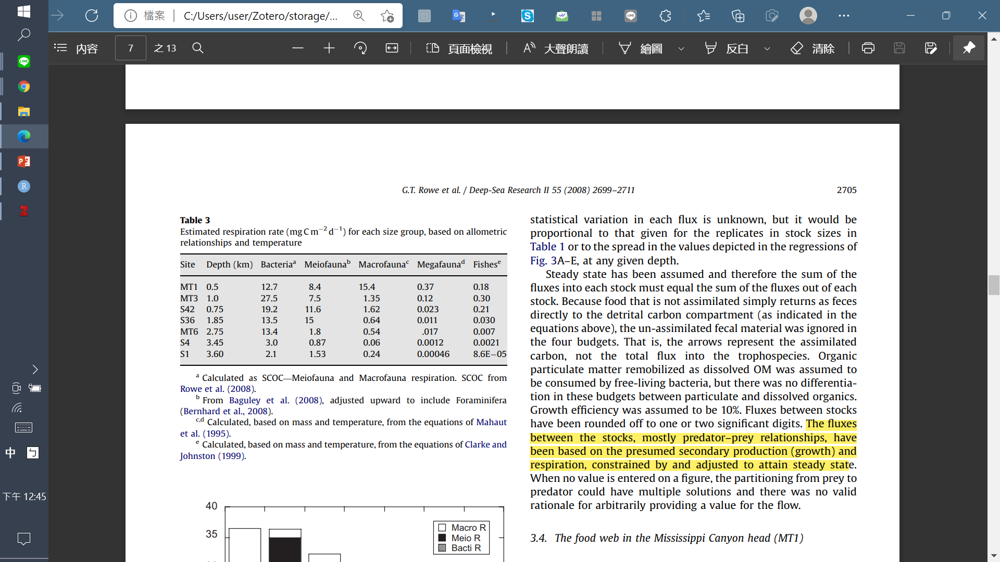 檔案 C:/Users/user/Zotero/storage/...
內容 7 之 13 頁面檢視 大聲朗讀 繪圖 反白 清除
G.T. Rowe et al. / Deep-Sea Research II 55 (2008) 2699–2711
2705
Table 3
Estimated respiration rate (mg C m−2 d−1) for each size group, based on allometric
relationships and temperature
Site Depth (km) Bacteriaa Meiofaunab Macrofaunac Megafaunad Fishese
MT1 0.5 12.7 8.4 15.4 0.37 0.18
MT3 1.0 27.5 7.5 1.35 0.12 0.30
S42 0.75 19.2 11.6 1.62 0.023 0.21
S36 1.85 13.5 15 0.64 0.011 0.030
MT6 2.75 13.4 1.8 0.54 .017 0.007
S4 3.45 3.0 0.87 0.06 0.0012 0.0021
S1 3.60 2.1 1.53 0.24 0.00046 8.6E−05
a Calculated as SCOC—Meiofauna and Macrofauna respiration. SCOC from
Rowe et al. (2008).
b From Baguley et al. (2008), adjusted upward to include Foraminifera
(Bernhard et al., 2008).
c,d Calculated, based on mass and temperature, from the equations of Mahaut
et al. (1995).
e Calculated, based on mass and temperature, from the equations of Clarke and
Johnston (1999).
40
35
Macro R
Meio R
Bacti R
statistical variation in each flux is unknown, but it would be
proportional to that given for the replicates in stock sizes in
Table 1 or to the spread in the values depicted in the regressions of
Fig. 3A–E, at any given depth.
Steady state has been assumed and therefore the sum of the
fluxes into each stock must equal the sum of the fluxes out of each
stock. Because food that is not assimilated simply returns as feces
directly to the detrital carbon compartment (as indicated in the
equations above), the un-assimilated fecal material was ignored in
the four budgets. That is, the arrows represent the assimilated
carbon, not the total flux into the trophospecies. Organic
particulate matter remobilized as dissolved OM was assumed to
be consumed by free-living bacteria, but there was no differentia-
tion in these budgets between particulate and dissolved organics.
Growth efficiency was assumed to be 10%. Fluxes between stocks
have been rounded off to one or two significant digits. The fluxes
between the stocks, mostly predator–prey relationships, have
been based on the presumed secondary production (growth) and
respiration, constrained by and adjusted to attain steady state.
When no value is entered on a figure, the partitioning from prey to
predator could have multiple solutions and there was no valid
rationale for arbitrarily providing a value for the flow.
3.4. The food web in the Mississippi Canyon head (MT1)
中 ㄅ
下午 12:45